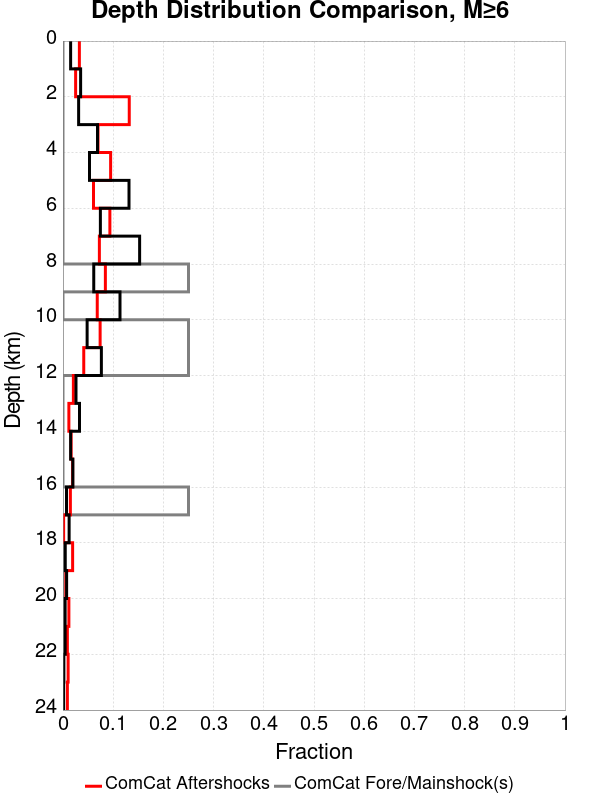 Depth Distribution Comparison, M≥6
0
2
4
6
8
10
12
14
16
18
20
22
24
Depth (km)
0 0.1 0.2 0.3 0.4 0.5 0.6 0.7 0.8 0.9 1
Fraction
ComCat Aftershocks ComCat Fore/Mainshock(s)